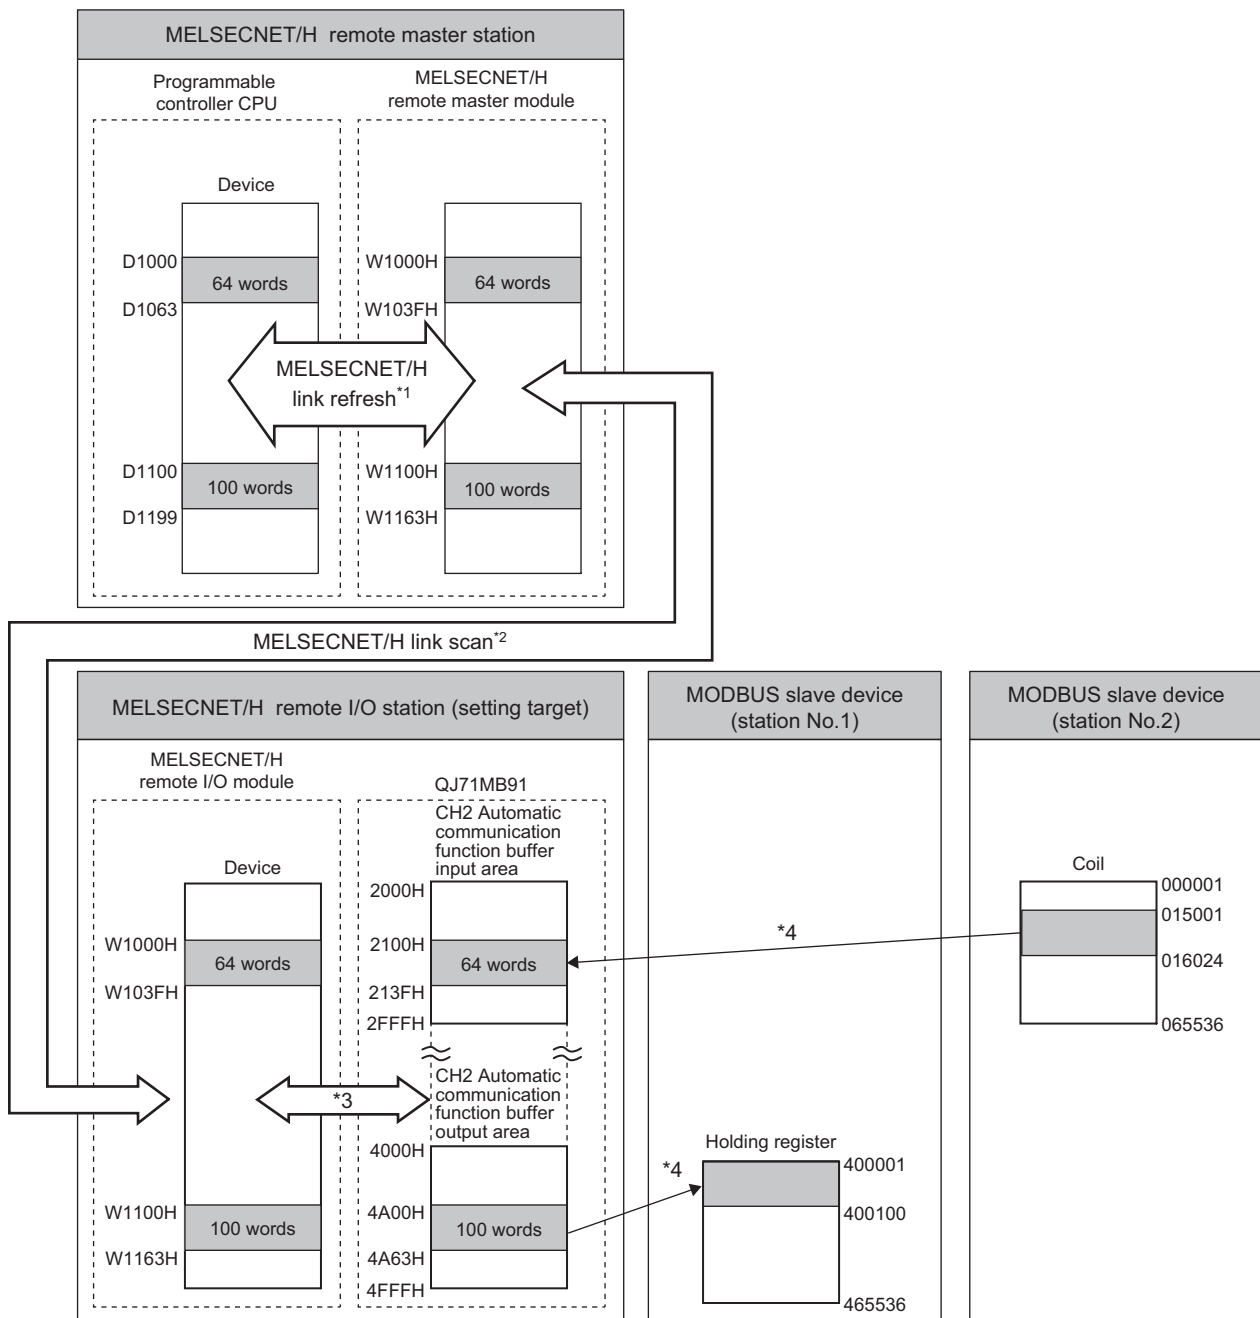 MELSECNET/H remote master station
Programmable
controller CPU
MELSECNET/H
remote master module
Device
D1000
64 words
D1063
W1000H
64 words
W103FH
MELSECNET/H
link refresh*1
D1100
100 words
D1199
W1100H
100 words
W1163H
MELSECNET/H link scan*2
MELSECNET/H remote I/O station (setting target)
MELSECNET/H
remote I/O module
Device
W1000H
64 words
W103FH
W1100H
100 words
W1163H
QJ71MB91
CH2 Automatic
communication
function buffer
input area
2000H
2100H
64 words
213FH
2FFFH
*3
CH2 Automatic
communication
function buffer
output area
4000H
4A00H
100 words
4A63H
4FFFH
MODBUS slave device
(station No.1)
*4
*4
Holding register
400001
400100
465536
MODBUS slave device
(station No.2)
Coil
000001
015001
016024
065536